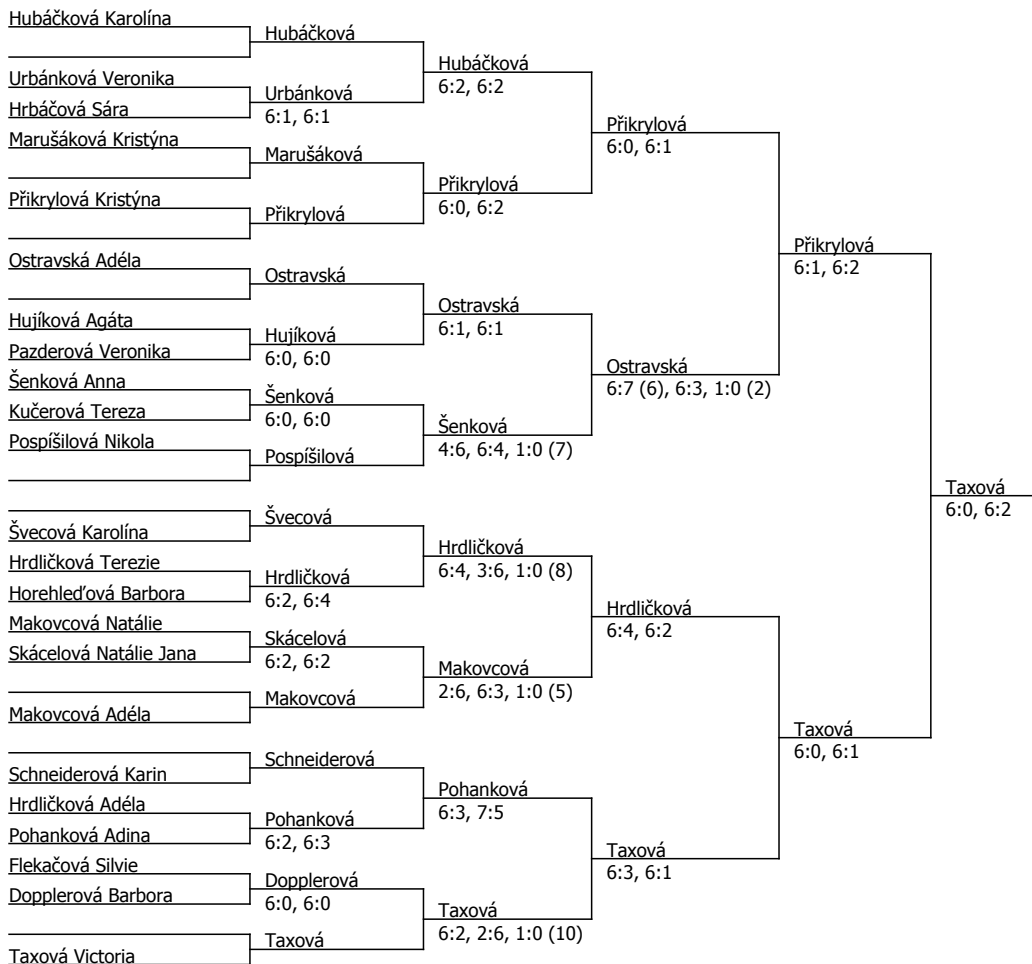 Hubáčková Karolína
Urbánková Veronika
Hrbáčová Sára
Marušáková Kristýna
Přikrylová Kristýna
Ostravská Adéla
Hujíková Agáta
Pazderová Veronika
Šenková Anna
Kučerová Tereza
Pospíšilová Nikola
Švecová Karolína
Hrdličková Terezie
Horehleďová Barbora
Makovcová Natálie
Skácelová Natálie Jana
Makovcová Adéla
Schneiderová Karin
Hrdličková Adéla
Pohanková Adina
Flekačová Silvie
Dopplerová Barbora
Taxová Victoria
Hubáčková
Urbánková
6:1, 6:1
Marušáková
Přikrylová
Ostravská
Hujíková
6:0, 6:0
Šenková
6:0, 6:0
Pospíšilová
Švecová
Hrdličková
6:2, 6:4
Skácelová
6:2, 6:2
Makovcová
Schneiderová
Pohanková
6:2, 6:3
Dopplerová
6:0, 6:0
Taxová
Hubáčková
6:2, 6:2
Přikrylová
6:0, 6:2
Ostravská
6:1, 6:1
Šenková
4:6, 6:4, 1:0 (7)
Hrdličková
6:4, 3:6, 1:0 (8)
Makovcová
2:6, 6:3, 1:0 (5)
Pohanková
6:3, 7:5
Taxová
6:2, 2:6, 1:0 (10)
Přikrylová
6:0, 6:1
Ostravská
6:7 (6), 6:3, 1:0 (2)
Hrdličková
6:4, 6:2
Taxová
6:3, 6:1
Přikrylová
6:1, 6:2
Taxová
6:0, 6:1
Taxová
6:0, 6:2